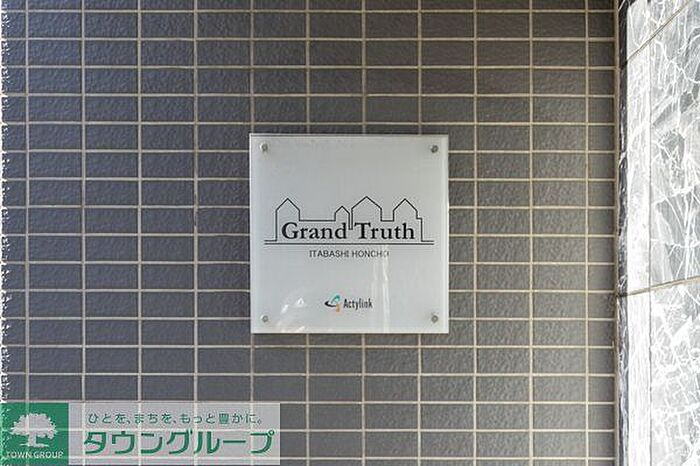 Grand Truth
ITABASHI HONCHO
Actylink
ひとを、まちを、もっと豊かに。
タウングループ
TOWN GROUP